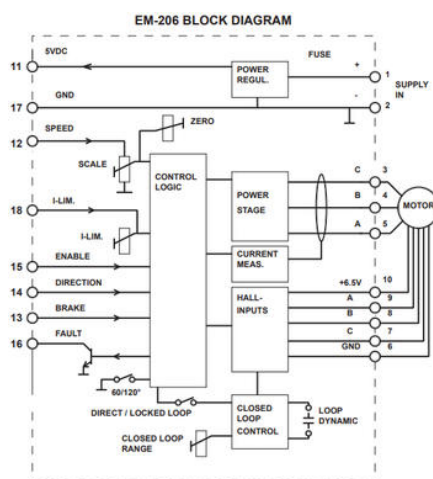 EM-206 BLOCK DIAGRAM
11 5VDC
POWER REGUL.
FUSE
+ 1
SUPPLY IN
17 GND
- 2
12 SPEED
ZERO
SCALE
CONTROL LOGIC
POWER STAGE
C 3
B 4
A 5
MOTOR
18 I-LIM.
I-LIM.
CURRENT MEAS.
15 ENABLE
14 DIRECTION
13 BRAKE
16 FAULT
HALL-INPUTS
+6.5V 10
A 9
B 8
C 7
GND 6
60/120°
DIRECT / LOCKED LOOP
CLOSED LOOP CONTROL
LOOP DYNAMIC
CLOSED LOOP RANGE